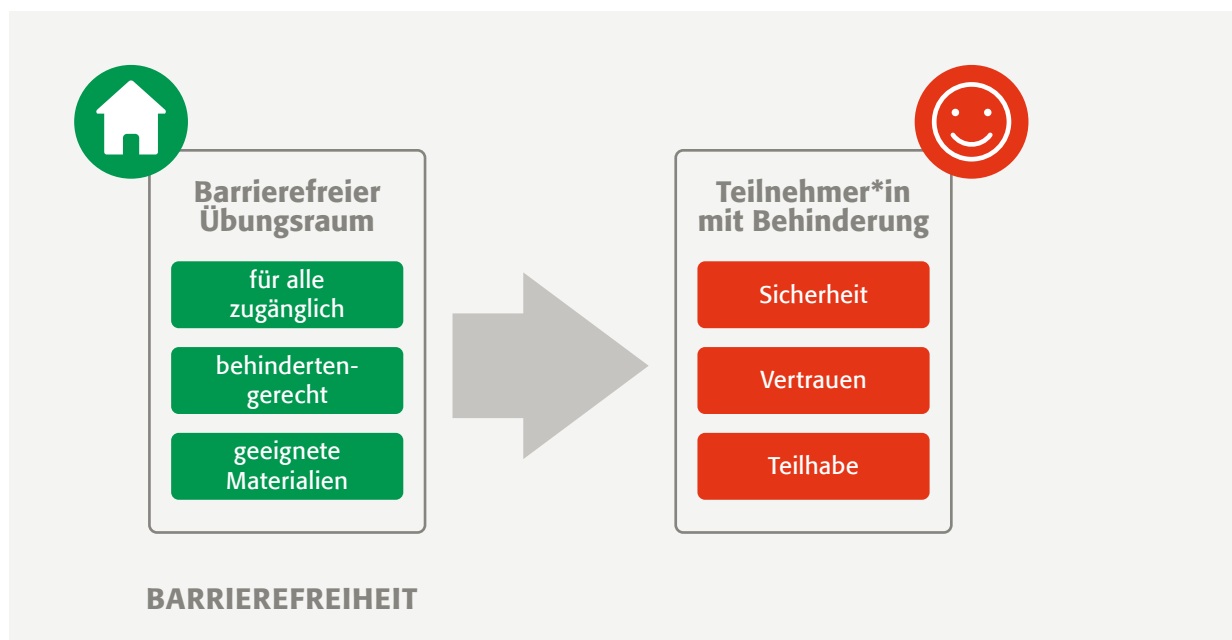 Barrierefreier
Übungsraum
für alle
zugänglich
behinderten-
gerecht
geeignete
Materialien
Teilnehmer*in
mit Behinderung
Sicherheit
Vertrauen
Teilhabe
BARRIEREFREIHEIT